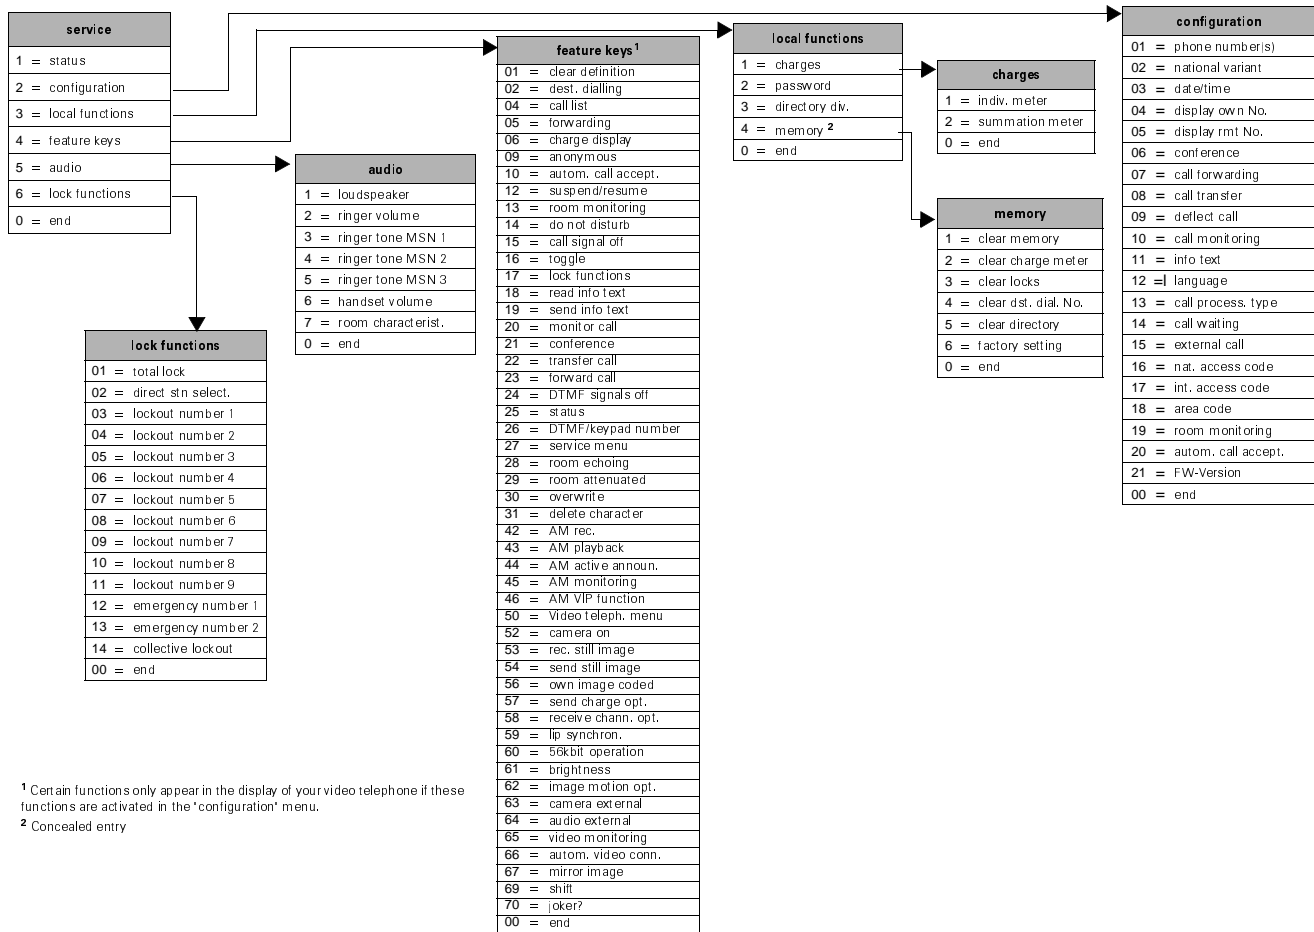 service
1 = status
2 = configuration
3 = local functions
4 = feature keys
5 = audio
6 = lock functions
0 = end
audio
1 = loudspeaker
2 = ringer volume
3 = ringer tone MSN 1
4 = ringer tone MSN 2
5 = ringer tone MSN 3
6 = handset volume
7 = room characterist.
0 = end
lock functions
01 = total lock
02 = direct stn select.
03 = lockout number 1
04 = lockout number 2
05 = lockout number 3
06 = lockout number 4
07 = lockout number 5
08 = lockout number 6
09 = lockout number 7
10 = lockout number 8
11 = lockout number 9
12 = emergency number 1
13 = emergency number 2
14 = collective lockout
00 = end
feature keys 1
01 = clear definition
02 = dest. dialling
04 = call list
05 = forwarding
06 = charge display
09 = anonymous
10 = autom. call accept.
12 = suspend/resume
13 = room monitoring
14 = do not disturb
15 = call signal off
16 = toggle
17 = lock functions
18 = read info text
19 = send info text
20 = monitor call
21 = conference
22 = transfer call
23 = forward call
24 = DTMF signals off
25 = status
26 = DTMF/keypad number
27 = service menu
28 = room echoing
29 = room attenuated
30 = overwrite
31 = delete character
42 = AM rec.
43 = AM playback
44 = AM active announ.
45 = AM monitoring
46 = AM VIP function
50 = Video teleph. menu
52 = camera on
53 = rec. still image
54 = send still image
56 = own image coded
57 = send charge opt.
58 = receive chann. opt.
59 = lip synchron.
60 = 56kbit operation
61 = brightness
62 = image motion opt.
63 = camera external
64 = audio external
65 = video monitoring
66 = autom. video conn.
67 = mirror image
69 = shift
70 = joker?
00 = end
local functions
1 = charges
2 = password
3 = directory div.
4 = memory 2
0 = end
charges
1 = indiv. meter
2 = summation meter
0 = end
memory
1 = clear memory
2 = clear charge meter
3 = clear locks
4 = clear dst. dial. No.
5 = clear directory
6 = factory setting
0 = end
configuration
01 = phone number(s)
02 = national variant
03 = date/time
04 = display own No.
05 = display rmt No.
06 = conference
07 = call forwarding
08 = call transfer
09 = deflect call
10 = call monitoring
11 = info text
12 =| language
13 = call process. type
14 = call waiting
15 = external call
16 = nat. access code
17 = int. access code
18 = area code
19 = room monitoring
20 = autom. call accept.
21 = FW-Version
00 = end
1 Certain functions only appear in the display of your video telephone if these
functions are activated in the "configuration" menu.
2 Concealed entry